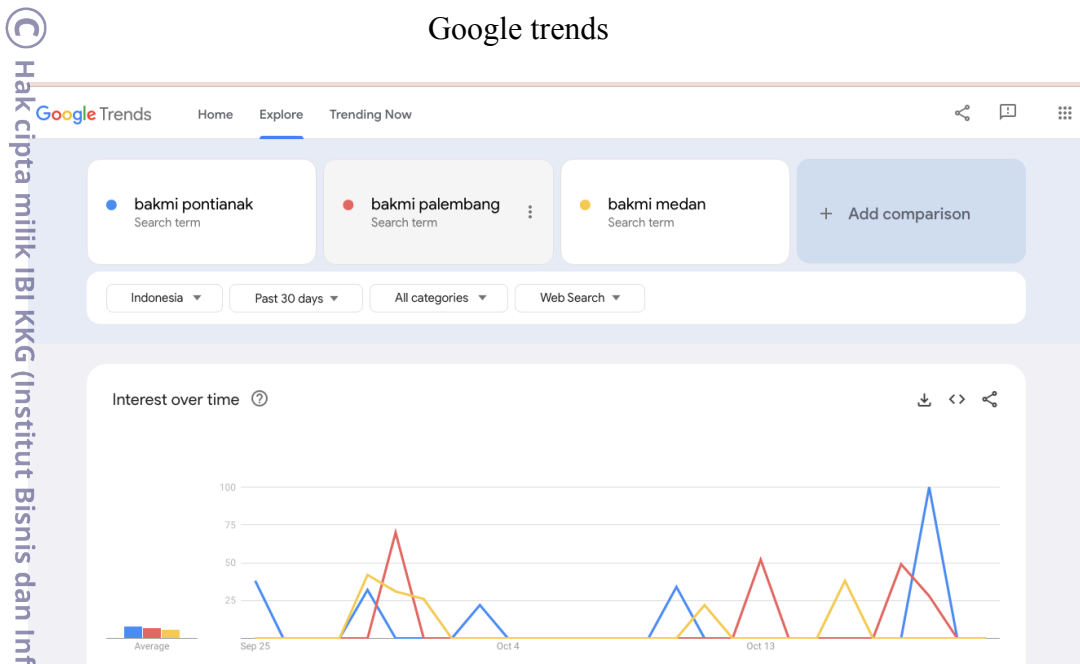 Google trends
© Hak cipta milik IBI KKG (Institut Bisnis dan Inf
Google Trends
Home Explore Trending Now
bakmi pontianak
Search term
bakmi palembang
Search term
bakmi medan
Search term
+ Add comparison
Indonesia Past 30 days All categories Web Search
Interest over time
100
75
50
25
Average
Sep 25 Oct 4 Oct 13